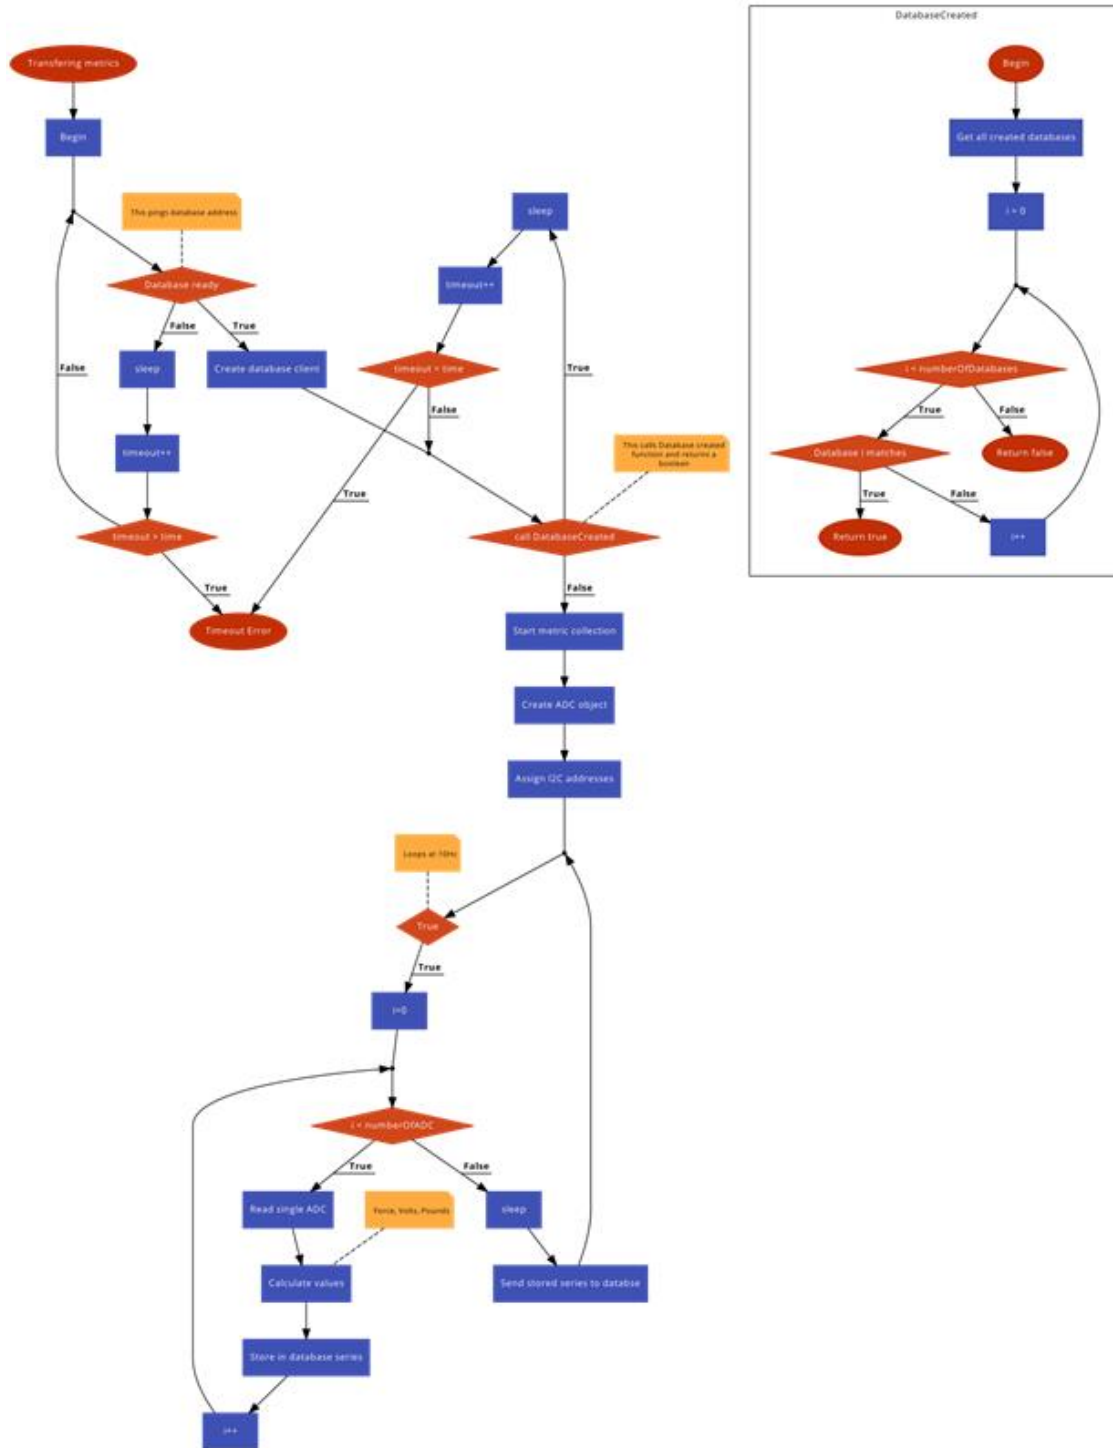 DatabaseCreated
Transfering metrics
Begin
Begin
Get all created databases
This pings database address
sleep
i = 0
Database ready
timeout++
False
True
False
sleep
Create database client
timeout > time
True
i < numberOfDatabases
False
True
False
timeout++
This calls Database created
function and returns a
boolean
Database i matches
Return false
True
True
False
timeout > time
call DatabaseCreated
Return true
i++
True
False
Timeout Error
Start metric collection
Create ADC object
Assign I2C addresses
Loops at 10Hz
True
True
i=0
i < numberOfADC
True
False
Read single ADC
Force, Volts, Pounds
sleep
Calculate values
Send stored series to databse
Store in database series
i++